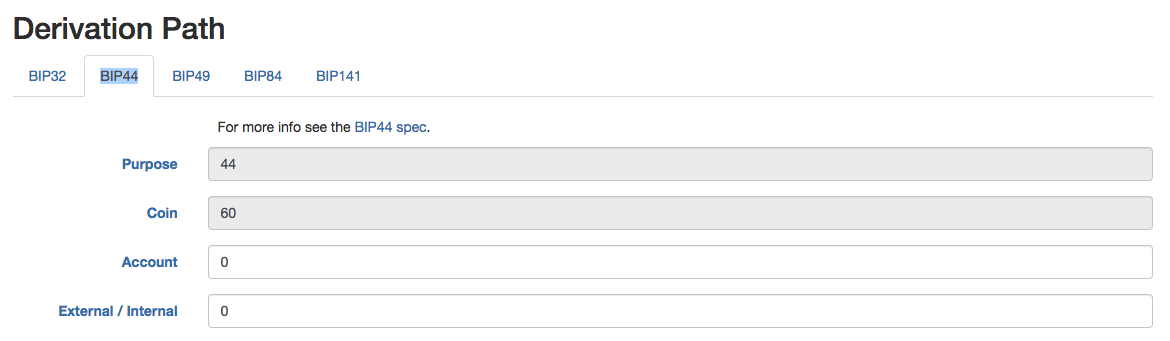 Derivation Path
BIP32 BIP44 BIP49 BIP84 BIP141
For more info see the BIP44 spec.
Purpose 44
Coin 60
Account 0
External / Internal 0